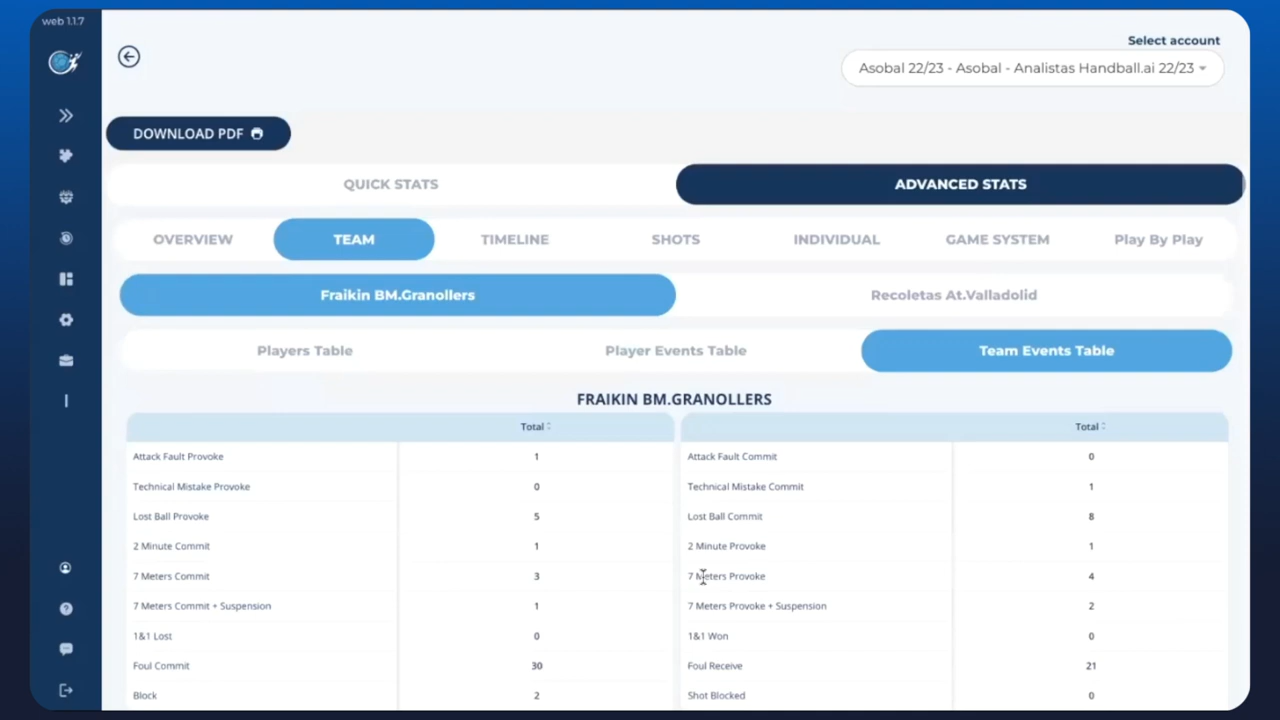 web 1.1.7
Select account
Asobal 22/23 - Asobal - Analistas Handball.ai 22/23
DOWNLOAD PDF
QUICK STATS ADVANCED STATS
OVERVIEW TEAM TIMELINE SHOTS INDIVIDUAL GAME SYSTEM Play By Play
Fraikin BM.Granollers Recoletas At.Valladolid
Players Table Player Events Table Team Events Table
FRAIKIN BM.GRANOLLERS
Total Total
Attack Fault Provoke 1 Attack Fault Commit 0
Technical Mistake Provoke 0 Technical Mistake Commit 1
Lost Ball Provoke 5 Lost Ball Commit 8
2 Minute Commit 1 2 Minute Provoke 1
7 Meters Commit 3 7 Meters Provoke 4
7 Meters Commit + Suspension 1 7 Meters Provoke + Suspension 2
1&1 Lost 0 1&1 Won 0
Foul Commit 30 Foul Receive 21
Block 2 Shot Blocked 0